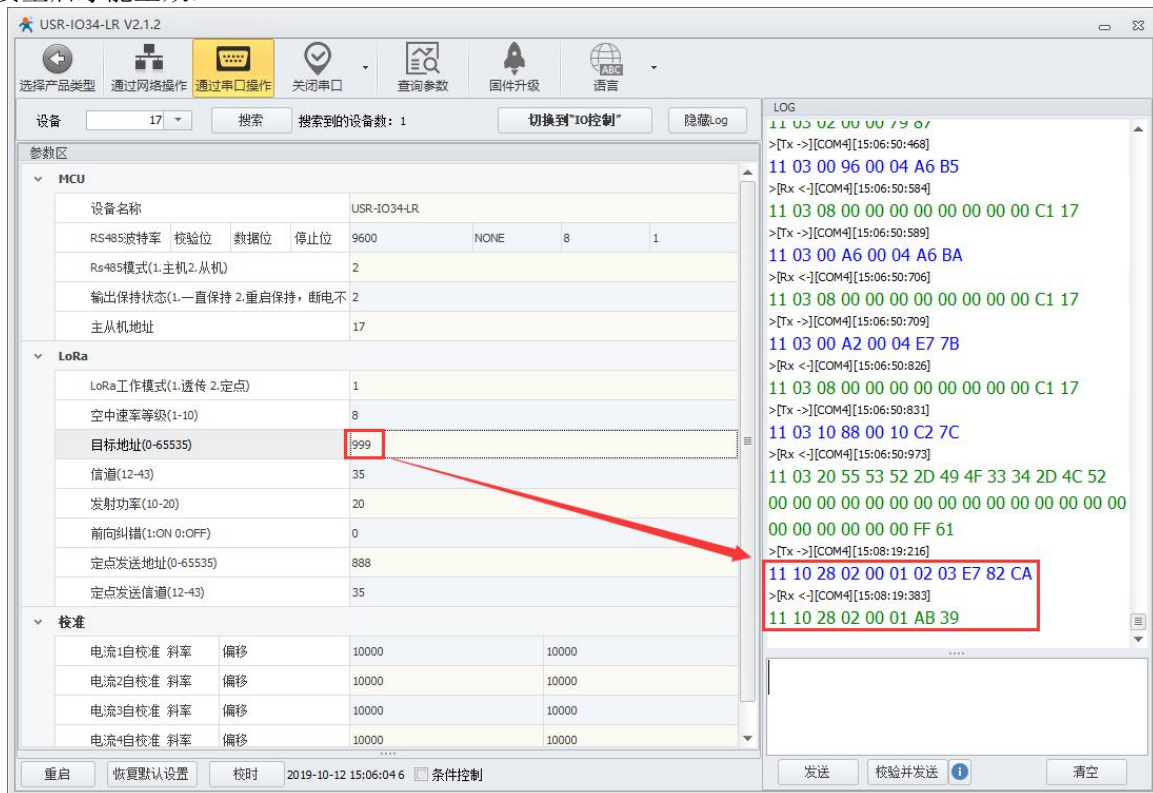 USR-IO34-LR V2.1.2
选择产品类型 通过网络操作 通过串口操作 关闭串口 查询参数 固件升级 语言
ABC
设备 17 搜索 搜索到的设备数: 1 切换到"IO控制" 隐藏Log
参数区
MCU
设备名称 USR-IO34-LR
RS485波特率 校验位 数据位 停止位 9600 NONE 8 1
Rs485模式(1.主机2.从机) 2
输出保持状态(1.一直保持 2.重启保持，断电不 2
主从机地址 17
LoRa
LoRa工作模式(1.透传 2.定点) 1
空中速率等级(1-10) 8
目标地址(0-65535) 999
信道(12-43) 35
发射功率(10-20) 20
前向纠错(1:ON 0:OFF) 0
定点发送地址(0-65535) 888
定点发送信道(12-43) 35
校准
电流1自校准 斜率 偏移 10000 10000
电流2自校准 斜率 偏移 10000 10000
电流3自校准 斜率 偏移 10000 10000
电流4自校准 斜率 偏移 10000 10000
重启 恢复默认设置 校时 2019-10-12 15:06:04 6 条件控制
LOG
11 03 02 00 00 79 87
>[Tx ->][COM4][15:06:50:468]
11 03 00 96 00 04 A6 B5
>[Rx <-][COM4][15:06:50:584]
11 03 08 00 00 00 00 00 00 00 00 C1 17
>[Tx ->][COM4][15:06:50:589]
11 03 00 A6 00 04 A6 BA
>[Rx <-][COM4][15:06:50:706]
11 03 08 00 00 00 00 00 00 00 00 C1 17
>[Tx ->][COM4][15:06:50:709]
11 03 00 A2 00 04 E7 7B
>[Rx <-][COM4][15:06:50:826]
11 03 08 00 00 00 00 00 00 00 00 C1 17
>[Tx ->][COM4][15:06:50:831]
11 03 10 88 00 10 C2 7C
>[Rx <-][COM4][15:06:50:973]
11 03 20 55 53 52 2D 49 4F 33 34 2D 4C 52
00 00 00 00 00 00 00 00 00 00 00 00 00 00 00
00 00 00 00 00 00 FF 61
>[Tx ->][COM4][15:08:19:216]
11 10 28 02 00 01 02 03 E7 82 CA
>[Rx <-][COM4][15:08:19:383]
11 10 28 02 00 01 AB 39
发送 校验并发送 清空